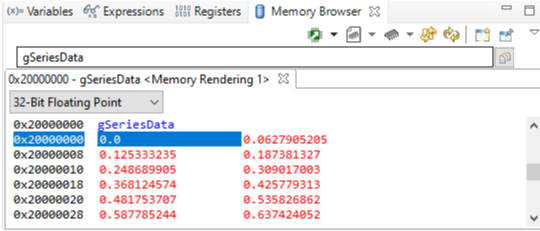 (x)= Variables Expressions 1010 0101 Registers Memory Browser
gSeriesData
0x20000000 - gSeriesData <Memory Rendering 1>
32-Bit Floating Point
0x20000000 gSeriesData
0x20000000 0.0 0.0627905205
0x20000008 0.125333235 0.187381327
0x20000010 0.248689905 0.309017003
0x20000018 0.368124574 0.425779313
0x20000020 0.481753707 0.535826862
0x20000028 0.587785244 0.637424052